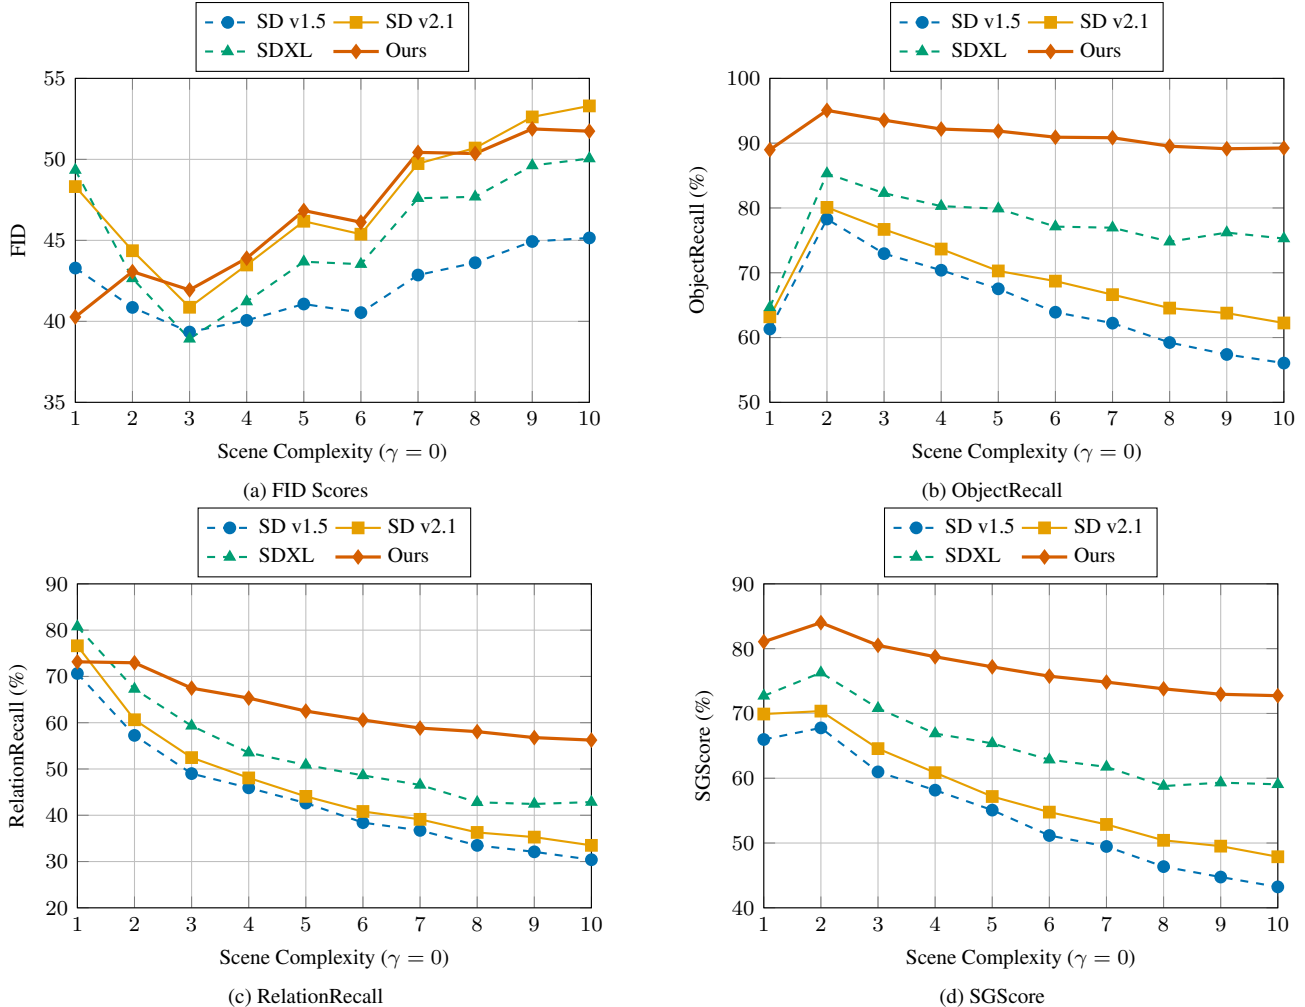 SD v1.5 SD v2.1
SDXL Ours
55
50
45
40
35
FID
1 2 3 4 5 6 7 8 9 10
Scene Complexity (γ = 0)
(a) FID Scores
SD v1.5 SD v2.1
SDXL Ours
100
90
80
70
60
50
ObjectRecall (%)
1 2 3 4 5 6 7 8 9 10
Scene Complexity (γ = 0)
(b) ObjectRecall
SD v1.5 SD v2.1
SDXL Ours
90
80
70
60
50
40
30
20
RelationRecall (%)
1 2 3 4 5 6 7 8 9 10
Scene Complexity (γ = 0)
(c) RelationRecall
SD v1.5 SD v2.1
SDXL Ours
90
80
70
60
50
40
SGScore (%)
1 2 3 4 5 6 7 8 9 10
Scene Complexity (γ = 0)
(d) SGScore